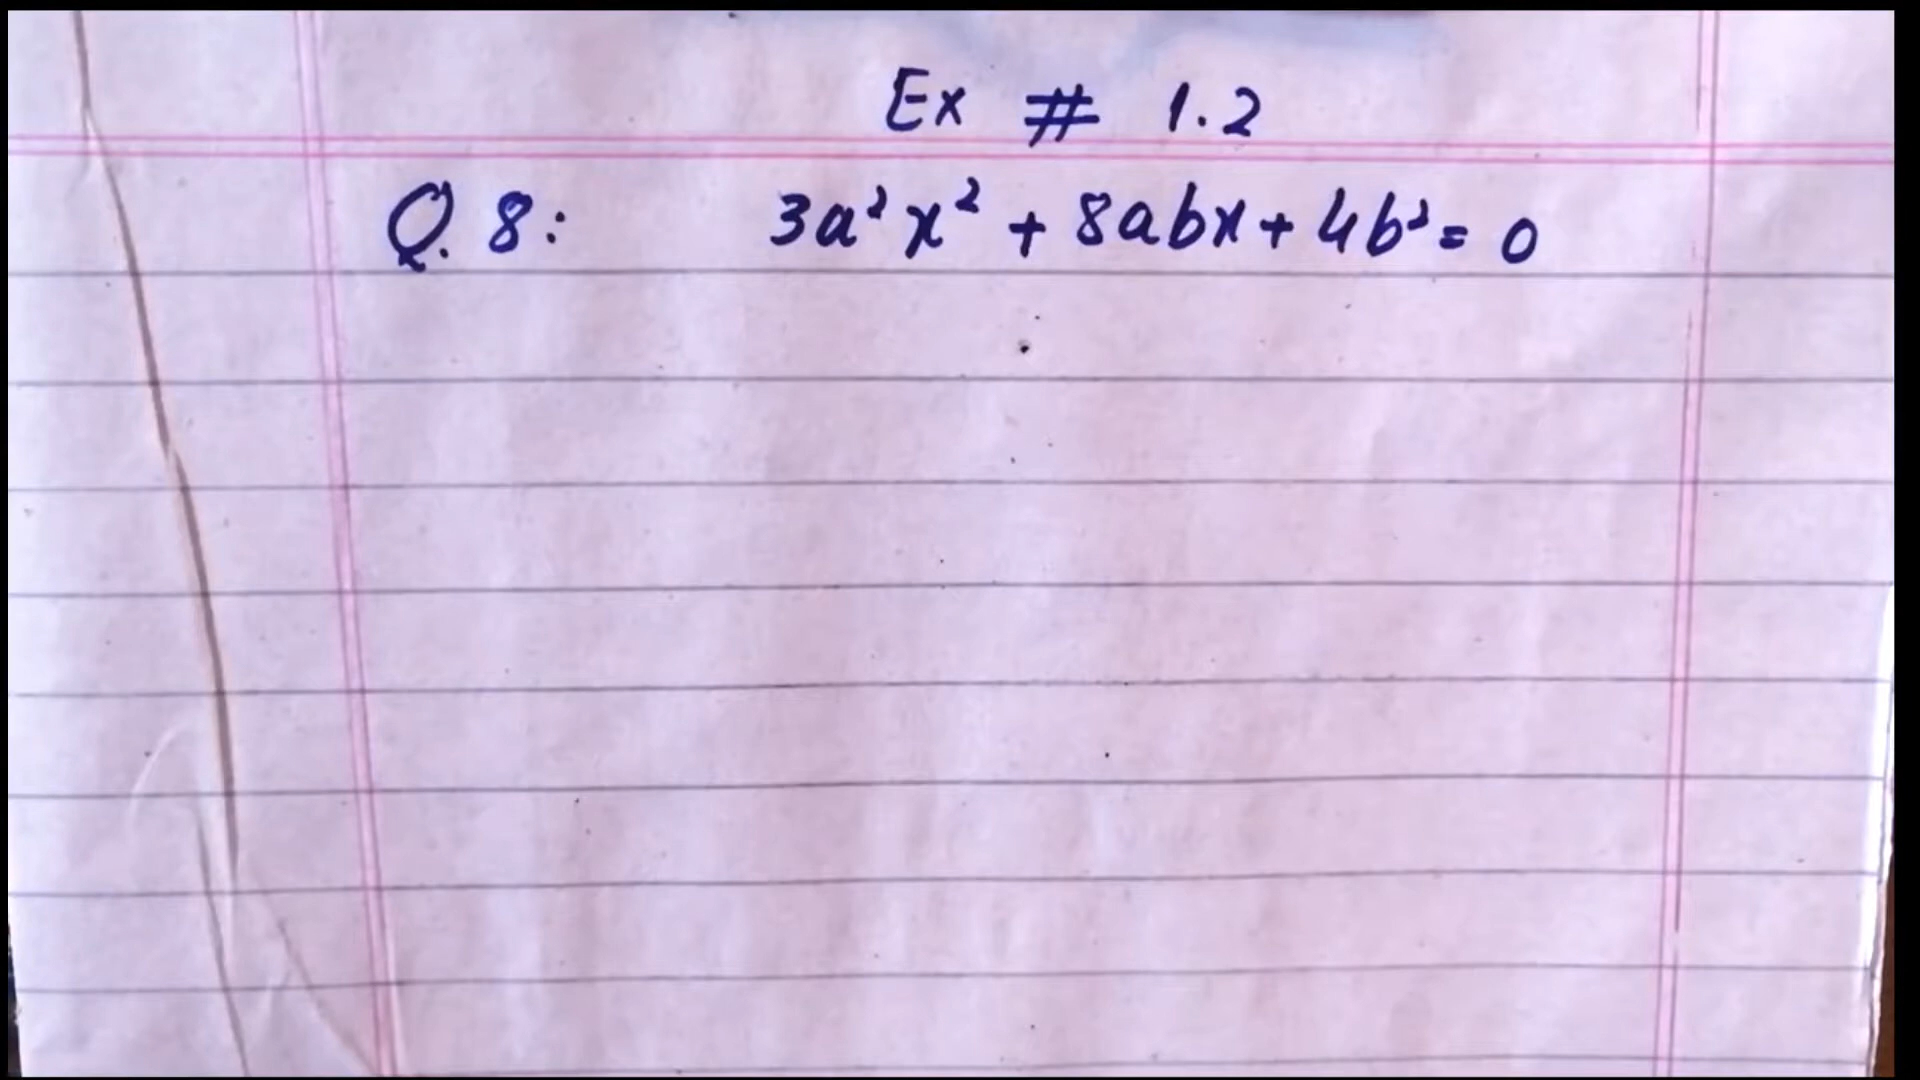 Ex # 1.2
Q. 8: 3a²x² + 8abx + 4b² = 0